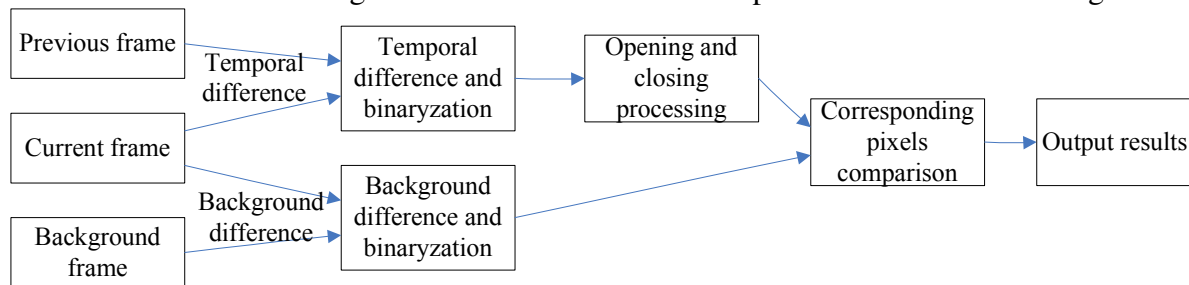 Previous frame
Temporal
difference
Current frame
Background
difference
Background
frame
Temporal
difference and
binaryzation
Background
difference and
binaryzation
Opening and
closing
processing
Corresponding
pixels
comparison
Output results